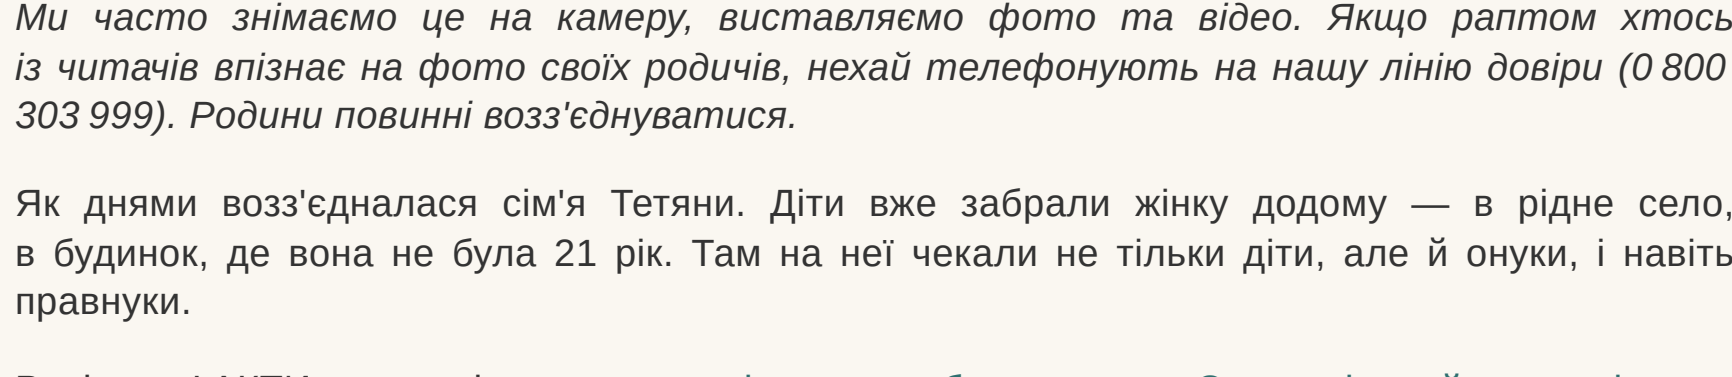 Ми часто знімаємо це на камеру, виставляємо фото та відео. Якщо раптом хтось
із читачів впізнає на фото своїх родичів, нехай телефонують на нашу лінію довіри (0 800
303 999). Родини повинні возз'єднуватися.
Як днями возз'єдналася сім'я Тетяни. Діти вже забрали жінку додому — в рідне село,
в будинок, де вона не була 21 рік. Там на неї чекали не тільки діти, але й онуки, і навіть
правнуки.